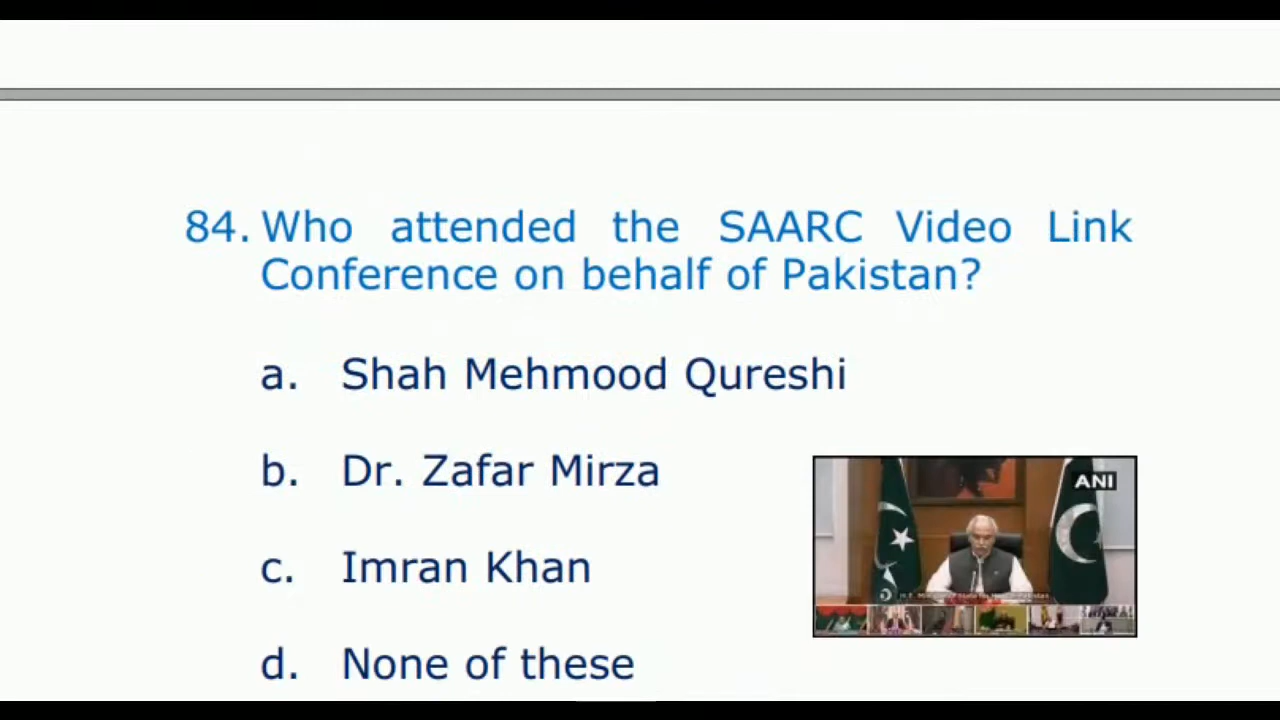 84. Who attended the SAARC Video Link
Conference on behalf of Pakistan?
a. Shah Mehmood Qureshi
b. Dr. Zafar Mirza
c. Imran Khan
d. None of these
ANI